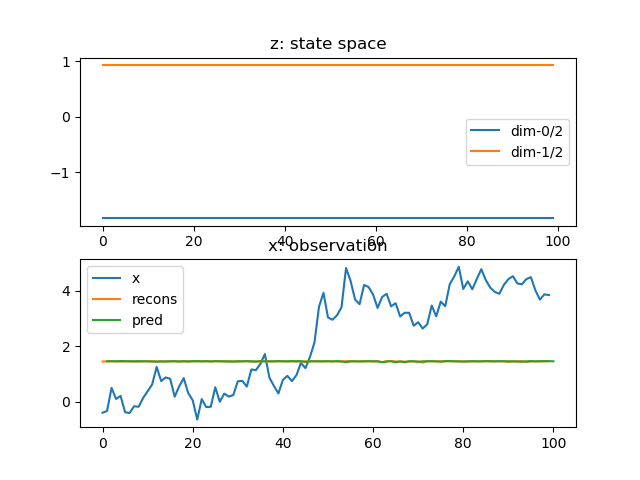 z: state space
1
0
−1
dim-0/2
dim-1/2
0 20 40 60 80 100
x: observation
x
recons
pred
4
2
0
0 20 40 60 80 100